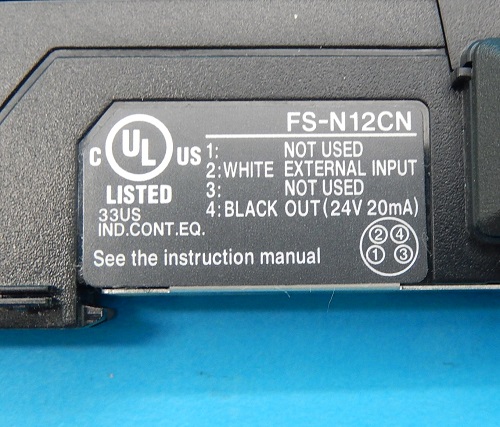 FS-N12CN
C UL US
LISTED
33US
IND.CONT.EQ.
1: NOT USED
2:WHITE EXTERNAL INPUT
3: NOT USED
4:BLACK OUT(24V 20mA)
See the instruction manual
2 4
1 3